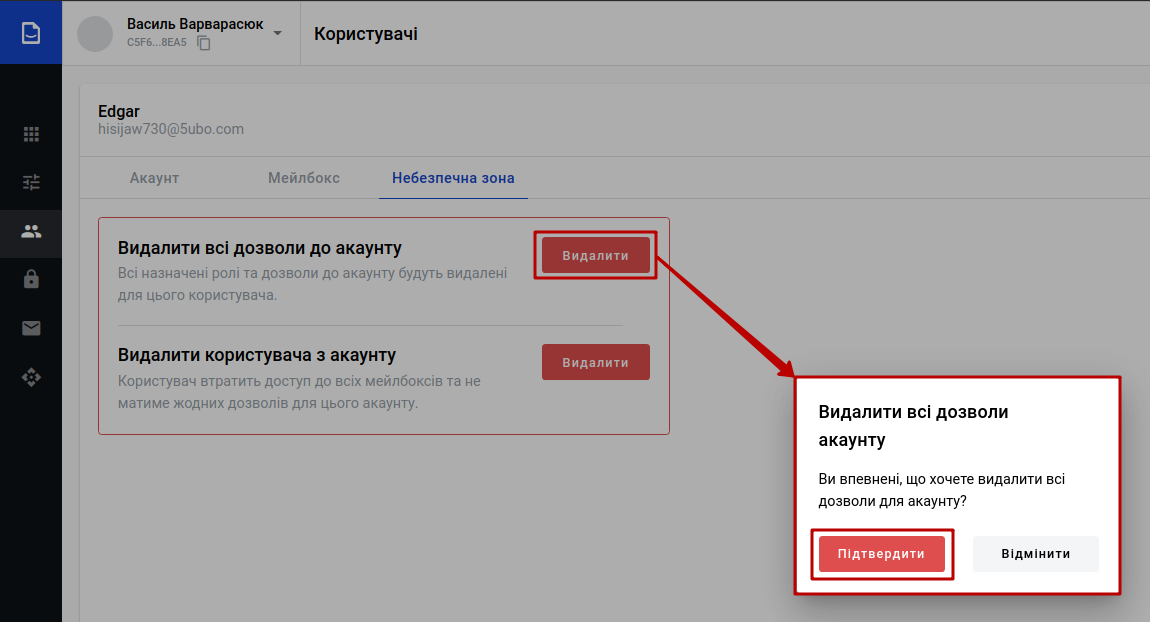 Василь Варварасюк
C5F6...8EA5
Користувачі
Edgar
hisijaw730@5ubo.com
Акаунт
Мейлбокс
Небезпечна зона
Видалити всі дозволи до акаунту
Видалити
Всі назначені ролі та дозволи до акаунту будуть видалені
для цього користувача.
Видалити користувача з акаунту
Видалити
Користувач втратить доступ до всіх мейлбоксів та не
матиме жодних дозволів для цього акаунту.
Видалити всі дозволи
акаунту
Ви впевнені, що хочете видалити всі
дозволи для акаунту?
Підтвердити
Відмінити